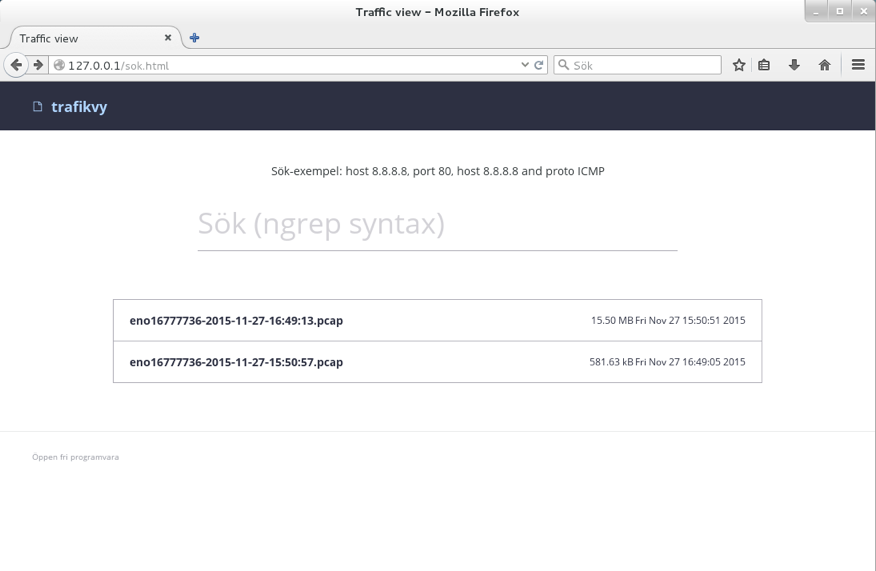 Traffic view - Mozilla Firefox
Traffic view
127.0.0.1/sok.html
Sök
trafikvy
Sök-exempel: host 8.8.8.8, port 80, host 8.8.8.8 and proto ICMP
Sök (ngrep syntax)
eno16777736-2015-11-27-16:49:13.pcap 15.50 MB Fri Nov 27 15:50:51 2015
eno16777736-2015-11-27-15:50:57.pcap 581.63 kB Fri Nov 27 16:49:05 2015
Öppen fri programvara